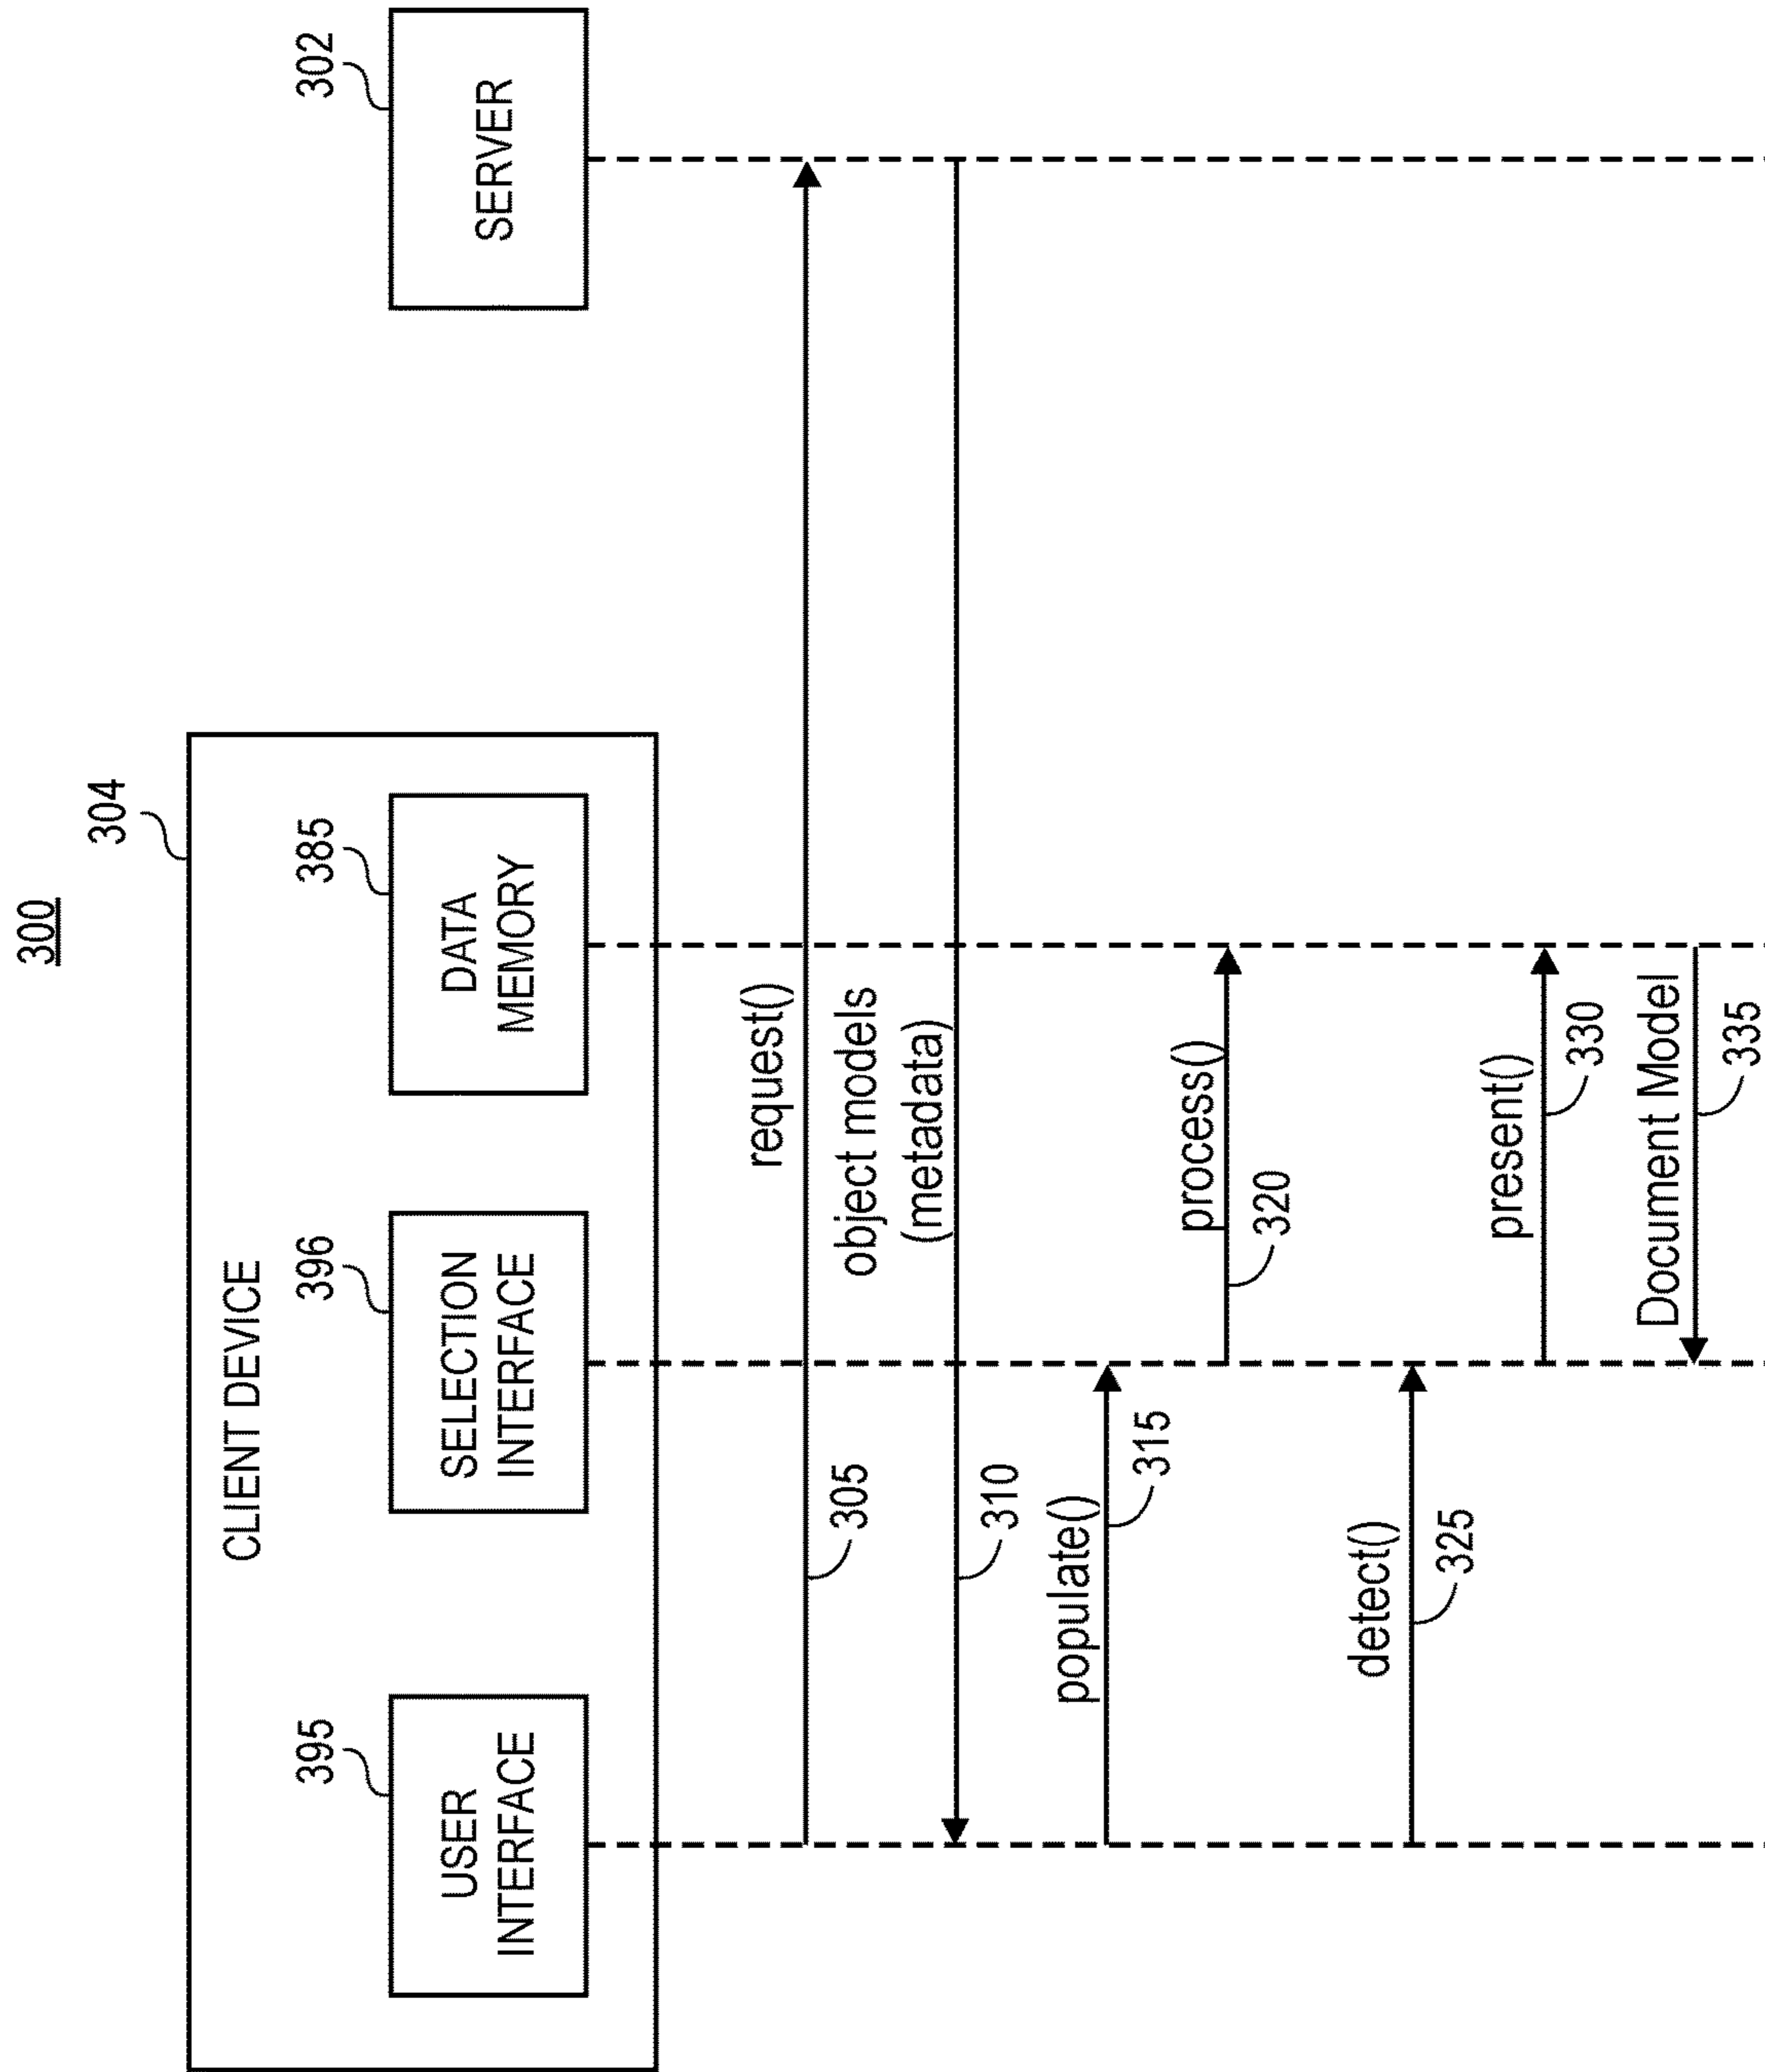 300
304
CLIENT DEVICE
395
396
385
302
USER
INTERFACE
SELECTION
INTERFACE
DATA
MEMORY
SERVER
request()
305
object models
(metadata)
310
populate()
315
process()
320
detect()
325
present()
330
Document Model
335